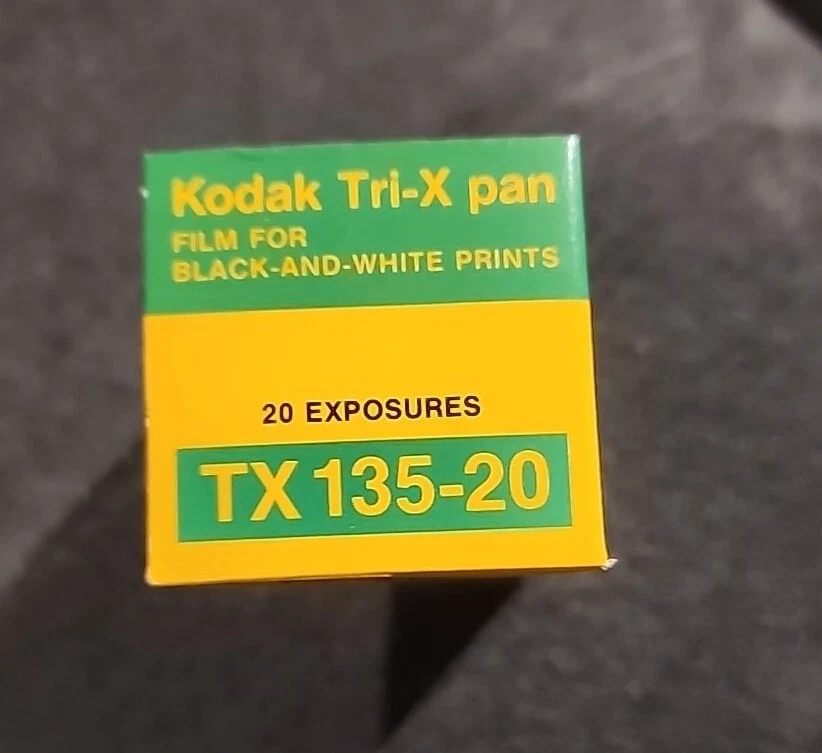 Kodak Tri-X pan
FILM FOR
BLACK-AND-WHITE PRINTS
20 EXPOSURES
TX 135-20